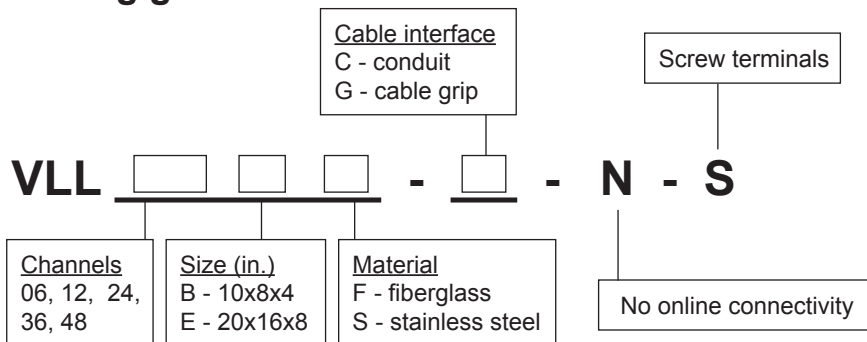 Cable interface
C - conduit
G - cable grip
Screw terminals
VLL - - N - S
Channels
06, 12, 24,
36, 48
Size (in.)
B - 10x8x4
E - 20x16x8
Material
F - fiberglass
S - stainless steel
No online connectivity